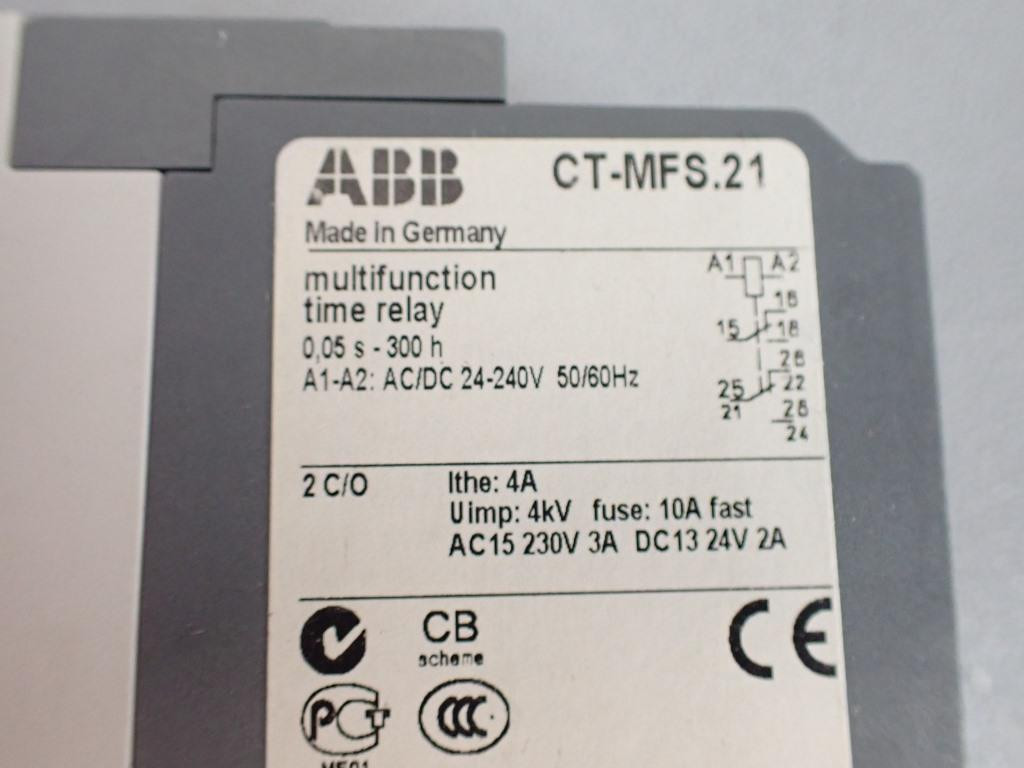 ABB CT-MFS.21
Made in Germany
multifunction
time relay
0,05 s - 300 h
A1-A2: AC/DC 24-240V 50/60Hz
A1 A2
16
15 18
26
25 22
21 28
24
2 C/O Ithe: 4A
Uimp: 4kV fuse: 10A fast
AC15 230V 3A DC13 24V 2A
CB
scheme
CE
PCT
CCC